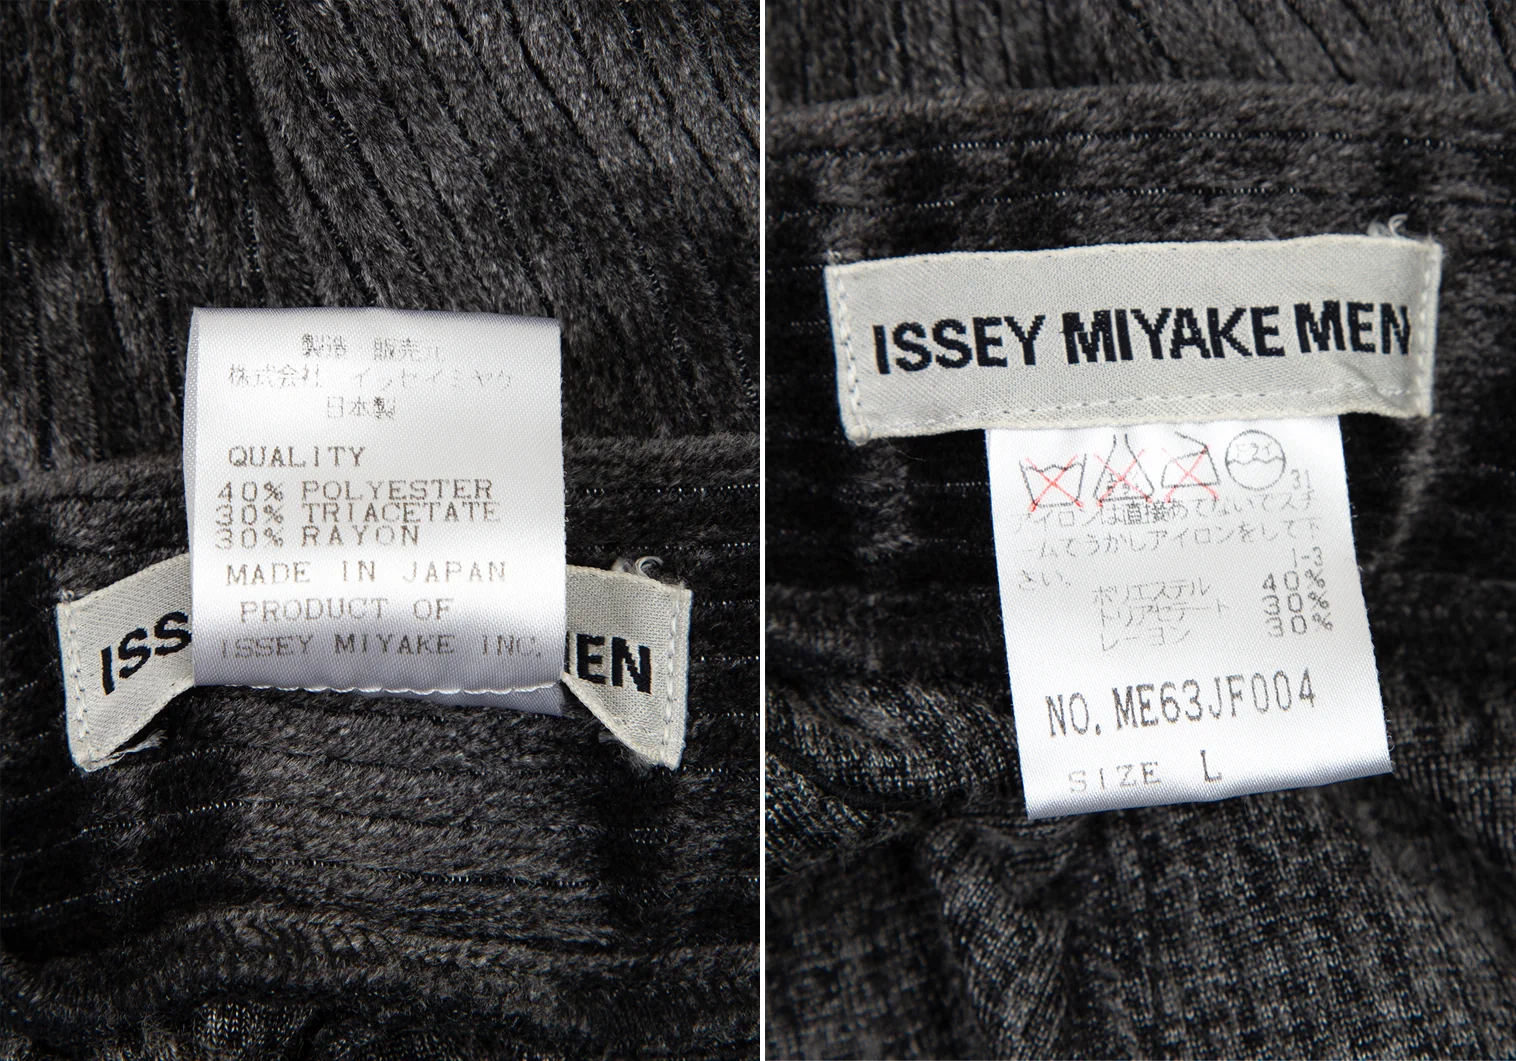 製造 販売元
株式会社 イッセイミヤケ
日本製
QUALITY
40% POLYESTER
30% TRIACETATE
30% RAYON
MADE IN JAPAN
PRODUCT OF
ISSEY MIYAKE INC.
ISS
MEN
ISSEY MIYAKE MEN
31
アイロンは直接あてないでスチ
ームでうかしアイロンをして下
さい。
1-3
ポリエステル 40%
トリアセテート 30%
レーヨン 30%
NO. ME63JF004
SIZE L